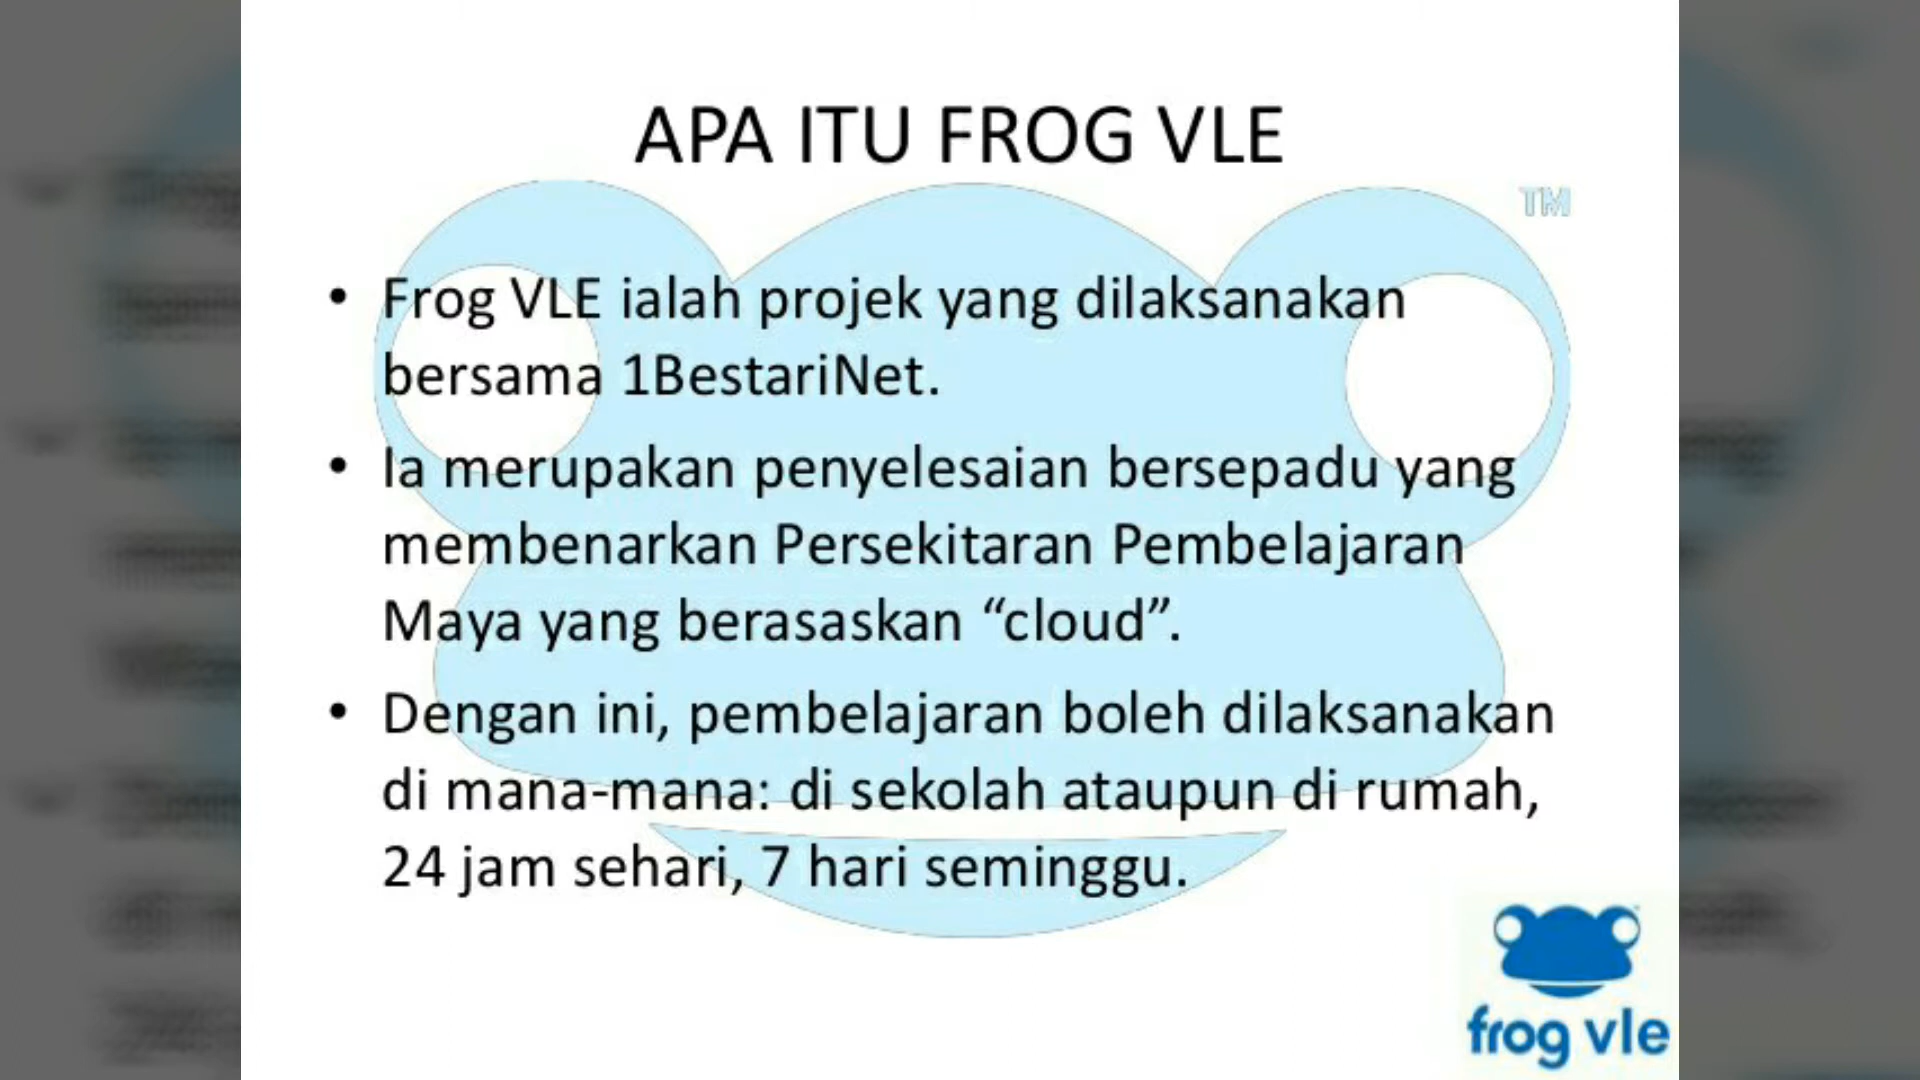 APA ITU FROG VLE
TM
• Frog VLE ialah projek yang dilaksanakan
bersama 1BestariNet.
• Ia merupakan penyelesaian bersepadu yang
membenarkan Persekitaran Pembelajaran
Maya yang berasaskan “cloud”.
• Dengan ini, pembelajaran boleh dilaksanakan
di mana-mana: di sekolah ataupun di rumah,
24 jam sehari, 7 hari seminggu.
frog vle